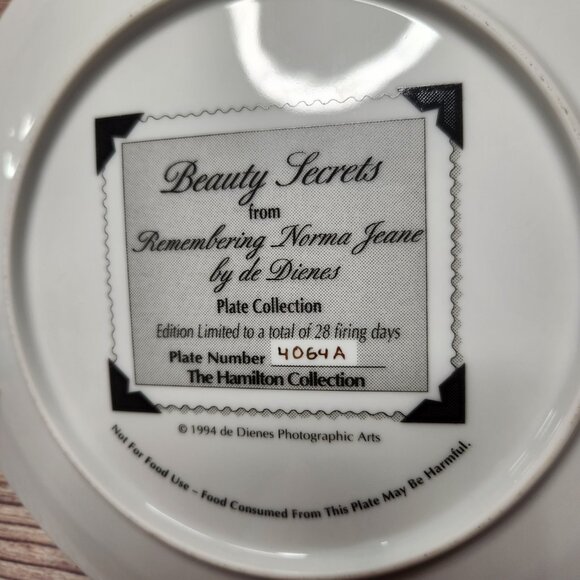 Beauty Secrets
from
Remembering Norma Jeane
by de Dienes
Plate Collection
Edition Limited to a total of 28 firing days
Plate Number 4064A
The Hamilton Collection
© 1994 de Dienes Photographic Arts
Not For Food Use – Food Consumed From This Plate May Be Harmful.